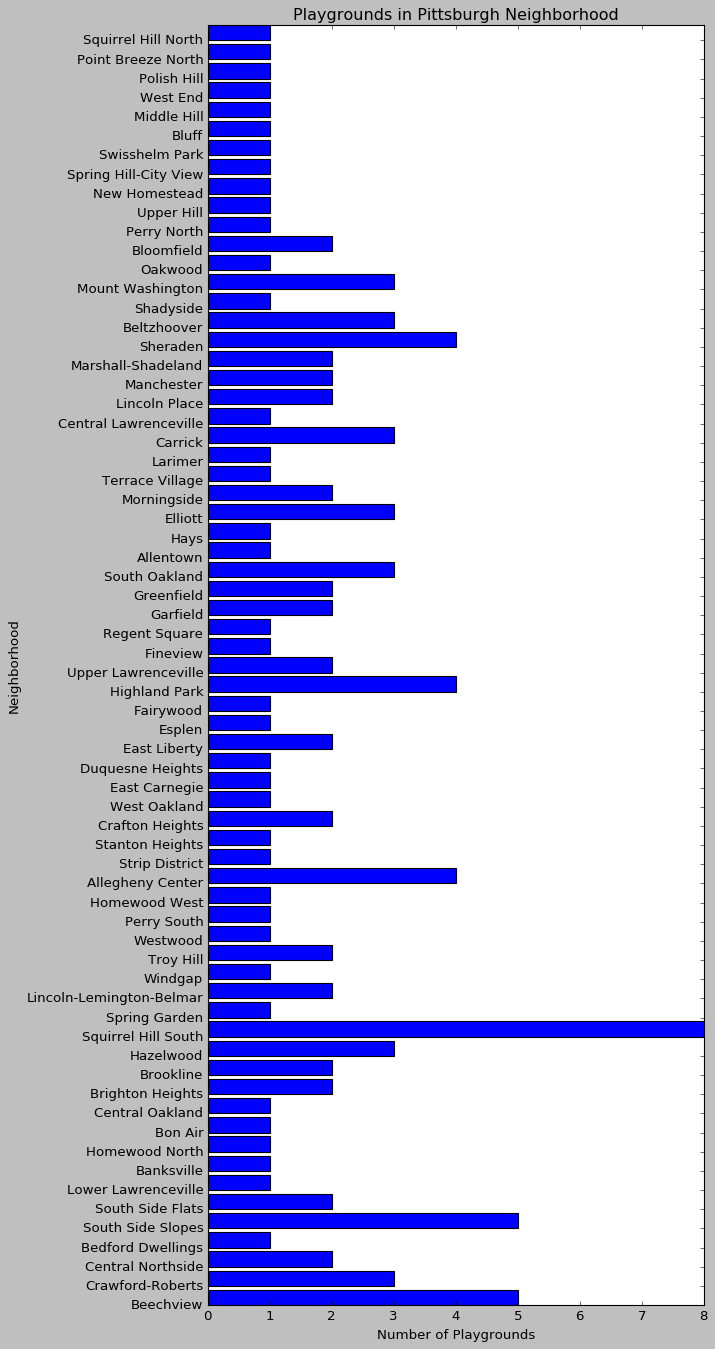 Playgrounds in Pittsburgh Neighborhood
Squirrel Hill North
Point Breeze North
Polish Hill
West End
Middle Hill
Bluff
Swisshelm Park
Spring Hill-City View
New Homestead
Upper Hill
Perry North
Bloomfield
Oakwood
Mount Washington
Shadyside
Beltzhoover
Sheraden
Marshall-Shadeland
Manchester
Lincoln Place
Central Lawrenceville
Carrick
Larimer
Terrace Village
Morningside
Elliott
Hays
Allentown
South Oakland
Greenfield
Garfield
Regent Square
Fineview
Upper Lawrenceville
Highland Park
Fairywood
Esplen
East Liberty
Duquesne Heights
East Carnegie
West Oakland
Crafton Heights
Stanton Heights
Strip District
Allegheny Center
Homewood West
Perry South
Westwood
Troy Hill
Windgap
Lincoln-Lemington-Belmar
Spring Garden
Squirrel Hill South
Hazelwood
Brookline
Brighton Heights
Central Oakland
Bon Air
Homewood North
Banksville
Lower Lawrenceville
South Side Flats
South Side Slopes
Bedford Dwellings
Central Northside
Crawford-Roberts
Beechview
Neighborhood
0 1 2 3 4 5 6 7 8
Number of Playgrounds